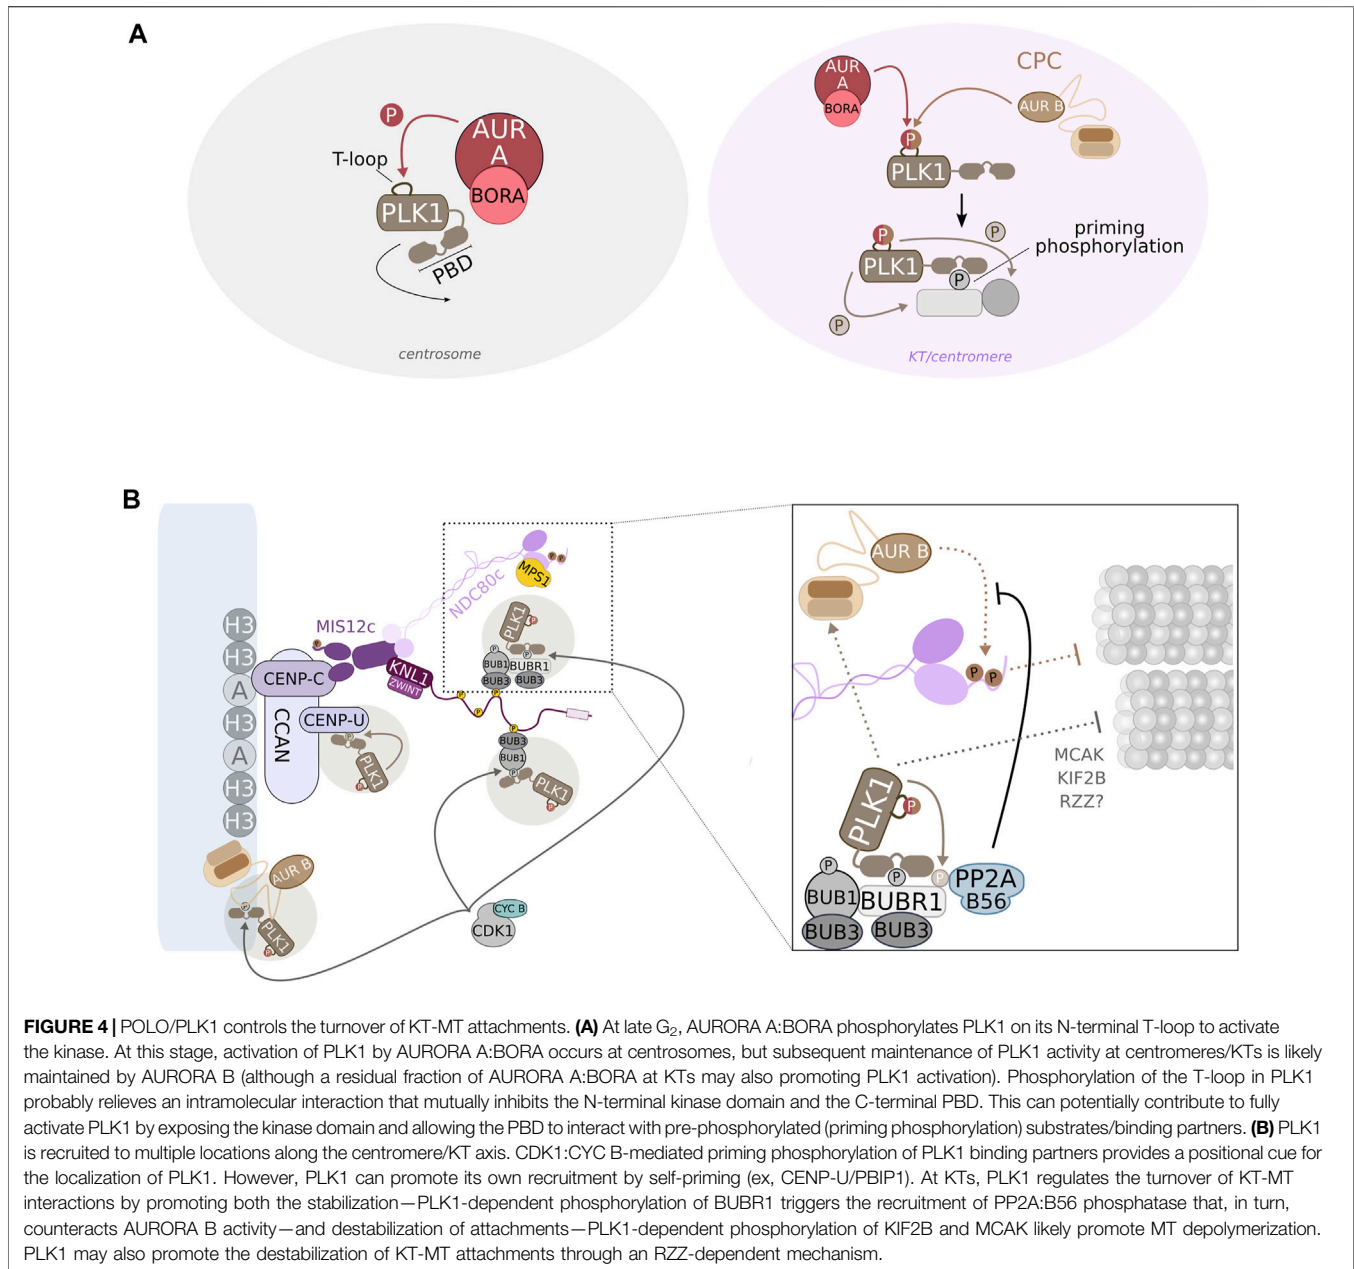 A
P
T-loop
AUR
A
BORA
PLK1
PBD
centrosome
AUR
A
BORA
CPC
AUR B
P
PLK1
P
P
priming
phosphorylation
PLK1
P
P
KT/centromere
B
H3
H3
A
H3
A
H3
H3
CENP-C
CENP-U
CCAN
P
PLK1
P
P
MIS12c
KNL1
ZWINT
NDC80c
MPS1
P
P
PLK1
P
P
P
BUB1
BUBR1
BUB3
BUB3
P
P
P
P
BUB3
BUB1
P
PLK1
P
AUR B
P
PLK1
P
CYC B
CDK1
AUR B
P
P
MCAK
KIF2B
RZZ?
PLK1
P
P
P
P
BUB1
BUBR1
BUB3
BUB3
PP2A
B56
FIGURE 4 | POLO/PLK1 controls the turnover of KT-MT attachments. (A) At late G₂, AURORA A:BORA phosphorylates PLK1 on its N-terminal T-loop to activate
the kinase. At this stage, activation of PLK1 by AURORA A:BORA occurs at centrosomes, but subsequent maintenance of PLK1 activity at centromeres/KTs is likely
maintained by AURORA B (although a residual fraction of AURORA A:BORA at KTs may also promoting PLK1 activation). Phosphorylation of the T-loop in PLK1
probably relieves an intramolecular interaction that mutually inhibits the N-terminal kinase domain and the C-terminal PBD. This can potentially contribute to fully
activate PLK1 by exposing the kinase domain and allowing the PBD to interact with pre-phosphorylated (priming phosphorylation) substrates/binding partners. (B) PLK1
is recruited to multiple locations along the centromere/KT axis. CDK1:CYC B-mediated priming phosphorylation of PLK1 binding partners provides a positional cue for
the localization of PLK1. However, PLK1 can promote its own recruitment by self-priming (ex, CENP-U/PBIP1). At KTs, PLK1 regulates the turnover of KT-MT
interactions by promoting both the stabilization—PLK1-dependent phosphorylation of BUBR1 triggers the recruitment of PP2A:B56 phosphatase that, in turn,
counteracts AURORA B activity—and destabilization of attachments—PLK1-dependent phosphorylation of KIF2B and MCAK likely promote MT depolymerization.
PLK1 may also promote the destabilization of KT-MT attachments through an RZZ-dependent mechanism.